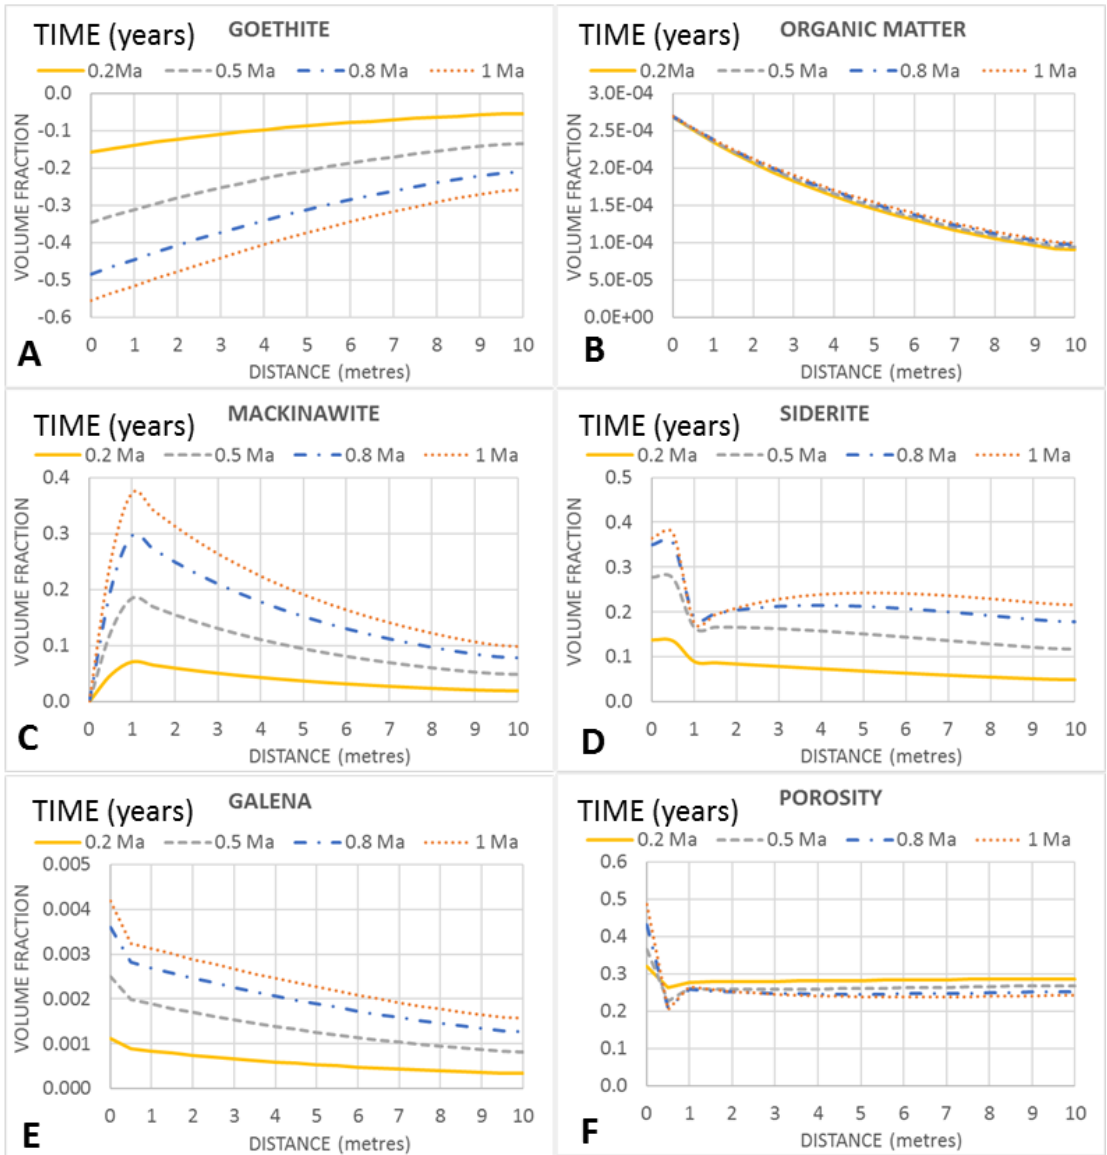 TIME (years) GOETHITE
0.2Ma 0.5 Ma 0.8 Ma 1 Ma
0.0
-0.1
-0.2
-0.3
-0.4
-0.5
-0.6
VOLUME FRACTION
0 1 2 3 4 5 6 7 8 9 10
DISTANCE (metres)
A
TIME (years) ORGANIC MATTER
0.2Ma 0.5 Ma 0.8 Ma 1 Ma
3.0E-04
2.5E-04
2.0E-04
1.5E-04
1.0E-04
5.0E-05
0.0E+00
VOLUME FRACTION
0 1 2 3 4 5 6 7 8 9 10
DISTANCE (metres)
B
TIME (years) MACKINAWITE
0.2 Ma 0.5 Ma 0.8 Ma 1 Ma
0.4
0.3
0.2
0.1
0.0
VOLUME FRACTION
0 1 2 3 4 5 6 7 8 9 10
DISTANCE (metres)
C
TIME (years) SIDERITE
0.2 Ma 0.5 Ma 0.8 Ma 1 Ma
0.5
0.4
0.3
0.2
0.1
0.0
VOLUME FRACTION
0 1 2 3 4 5 6 7 8 9 10
DISTANCE (metres)
D
TIME (years) GALENA
0.2 Ma 0.5 Ma 0.8 Ma 1 Ma
0.005
0.004
0.003
0.002
0.001
0.000
VOLUME FRACTION
0 1 2 3 4 5 6 7 8 9 10
DISTANCE (metres)
E
TIME (years) POROSITY
0.2 Ma 0.5 Ma 0.8 Ma 1 Ma
0.6
0.5
0.4
0.3
0.2
0.1
0.0
VOLUME FRACTION
0 1 2 3 4 5 6 7 8 9 10
DISTANCE (metres)
F